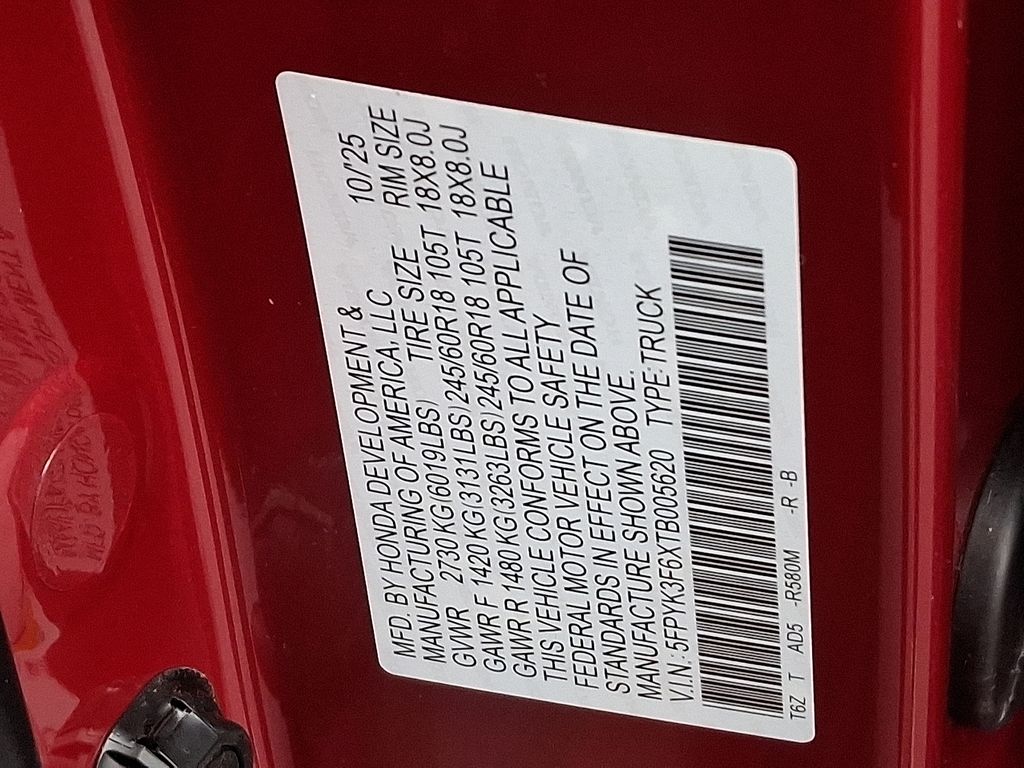 MFD. BY HONDA DEVELOPMENT & 10/'25
MANUFACTURING OF AMERICA, LLC
TIRE SIZE RIM SIZE
GVWR 2730 KG(6019LBS)
GAWR F 1420 KG(3131LBS) 245/60R18 105T 18X8.0J
GAWR R 1480 KG(3263LBS) 245/60R18 105T 18X8.0J
THIS VEHICLE CONFORMS TO ALL APPLICABLE
FEDERAL MOTOR VEHICLE SAFETY
STANDARDS IN EFFECT ON THE DATE OF
MANUFACTURE SHOWN ABOVE.
V.I.N.: 5FPYK3F6XTB005620 TYPE: TRUCK
T6Z T AD5 -R580M -R -B